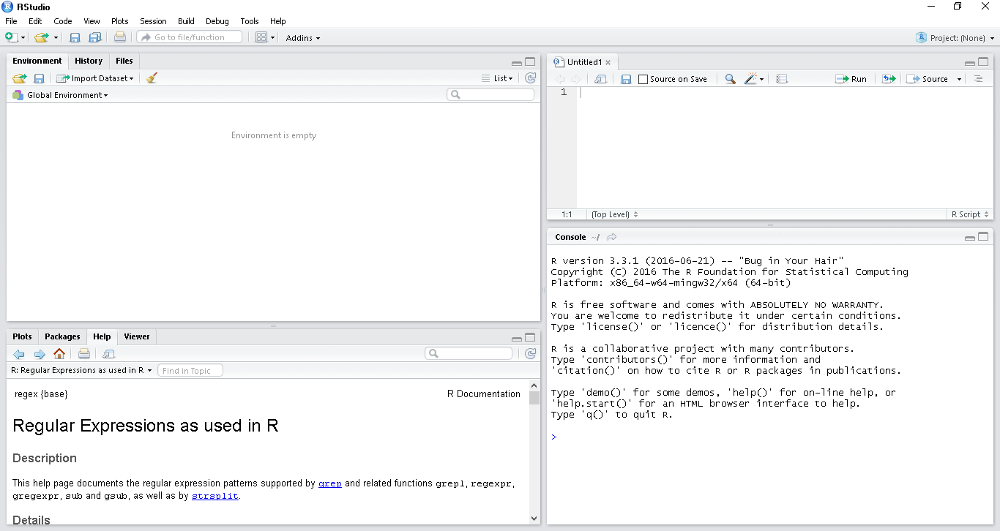 RStudio
File Edit Code View Plots Session Build Debug Tools Help
Go to file/function Addins Project: (None)
Environment History Files
Import Dataset List
Global Environment
Environment is empty
Plots Packages Help Viewer
R: Regular Expressions as used in R Find in Topic
regex {base} R Documentation
Regular Expressions as used in R
Description
This help page documents the regular expression patterns supported by grep and related functions grepl, regexpr,
gregexpr, sub and gsub, as well as by strsplit.
Details
Untitled1
Source on Save Run Source
1
1:1 (Top Level) R Script
Console ~/
R version 3.3.1 (2016-06-21) -- "Bug in Your Hair"
Copyright (C) 2016 The R Foundation for Statistical Computing
Platform: x86_64-w64-mingw32/x64 (64-bit)
R is free software and comes with ABSOLUTELY NO WARRANTY.
You are welcome to redistribute it under certain conditions.
Type 'license()' or 'licence()' for distribution details.
R is a collaborative project with many contributors.
Type 'contributors()' for more information and
'citation()' on how to cite R or R packages in publications.
Type 'demo()' for some demos, 'help()' for on-line help, or
'help.start()' for an HTML browser interface to help.
Type 'q()' to quit R.
>